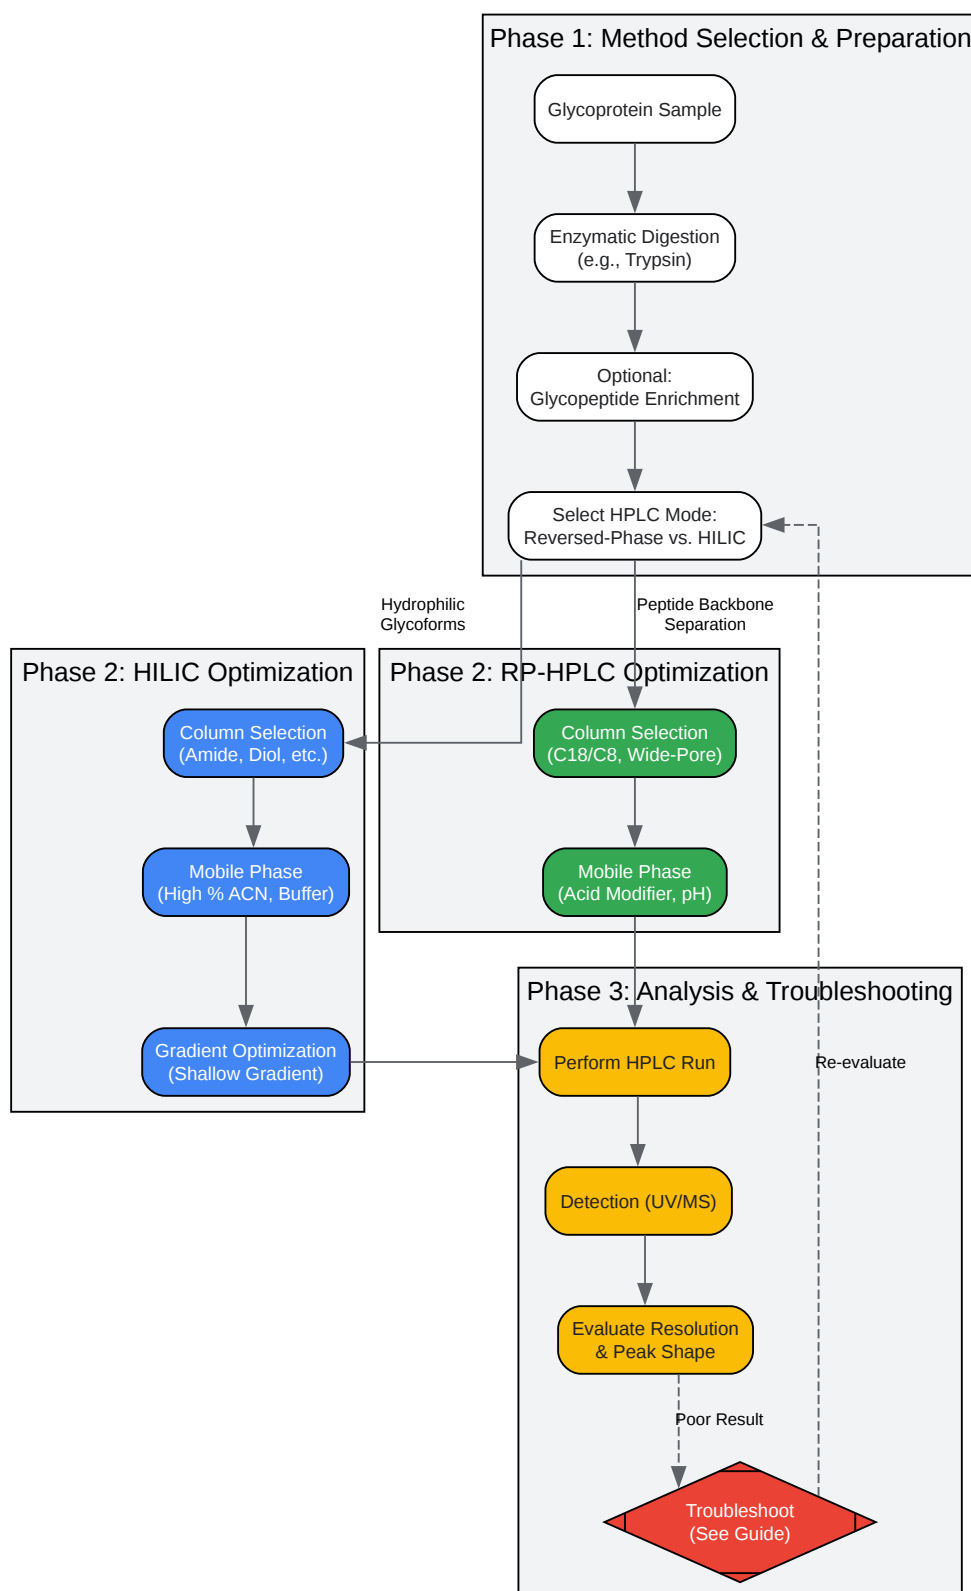 Phase 1: Method Selection & Preparation
Glycoprotein Sample
Enzymatic Digestion
(e.g., Trypsin)
Optional:
Glycopeptide Enrichment
Select HPLC Mode:
Reversed-Phase vs. HILIC
Hydrophilic
Glycoforms
Peptide Backbone
Separation
Phase 2: HILIC Optimization
Column Selection
(Amide, Diol, etc.)
Mobile Phase
(High % ACN, Buffer)
Gradient Optimization
(Shallow Gradient)
Phase 2: RP-HPLC Optimization
Column Selection
(C18/C8, Wide-Pore)
Mobile Phase
(Acid Modifier, pH)
Phase 3: Analysis & Troubleshooting
Perform HPLC Run
Re-evaluate
Detection (UV/MS)
Evaluate Resolution
& Peak Shape
Poor Result
Troubleshoot
(See Guide)